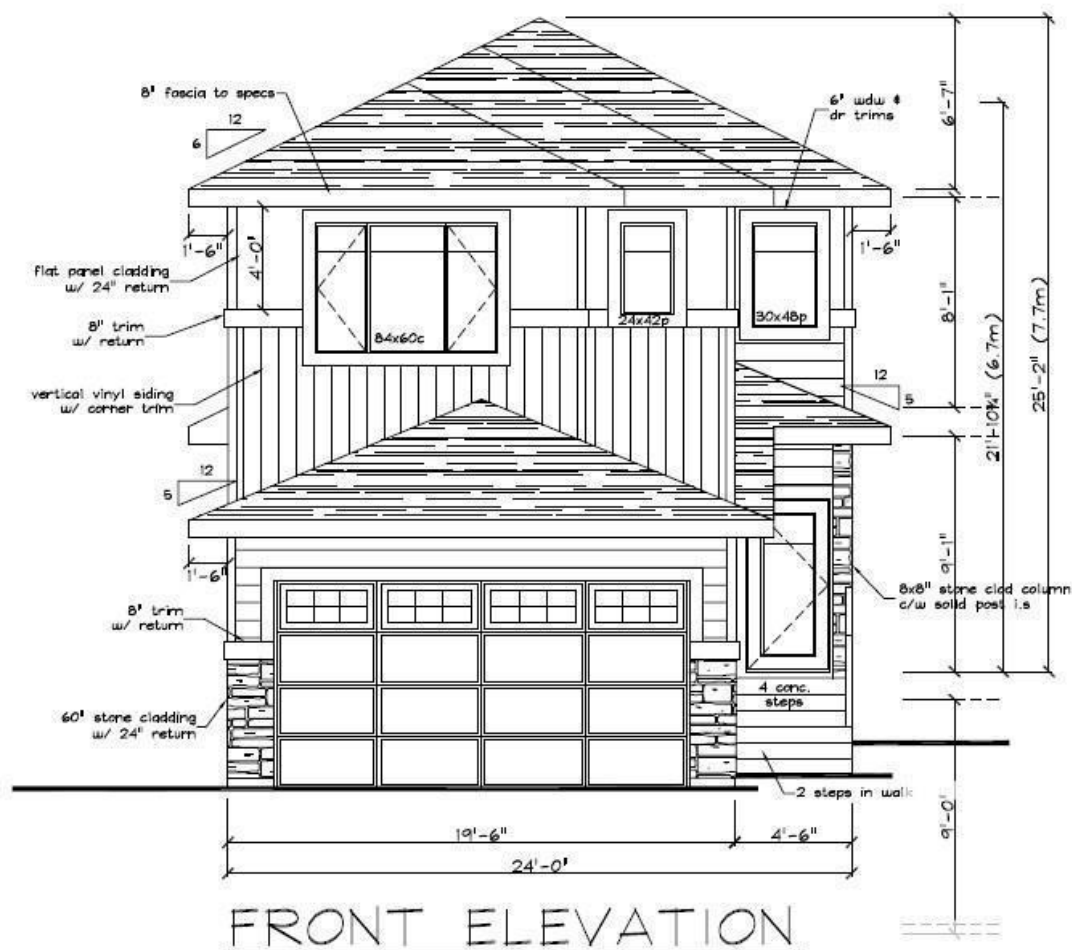 8" fascia to specs
12
6
6" wdw &
dr trims
6'-7"
1'-6"
4'-0"
1'-6"
flat panel cladding
w/ 24" return
8" trim
w/ return
84x60c
24x42p
30x48p
8'-1"
21'-10¾" (6.7m)
25'-2" (7.7m)
vertical vinyl siding
w/ corner trim
12
5
12
5
1'-6"
9'-1"
8x8" stone clad column
c/w solid post i.s
8" trim
w/ return
60" stone cladding
w/ 24" return
4 conc.
steps
2 steps in walk
9'-0"
19'-6"
4'-6"
24'-0"
FRONT ELEVATION